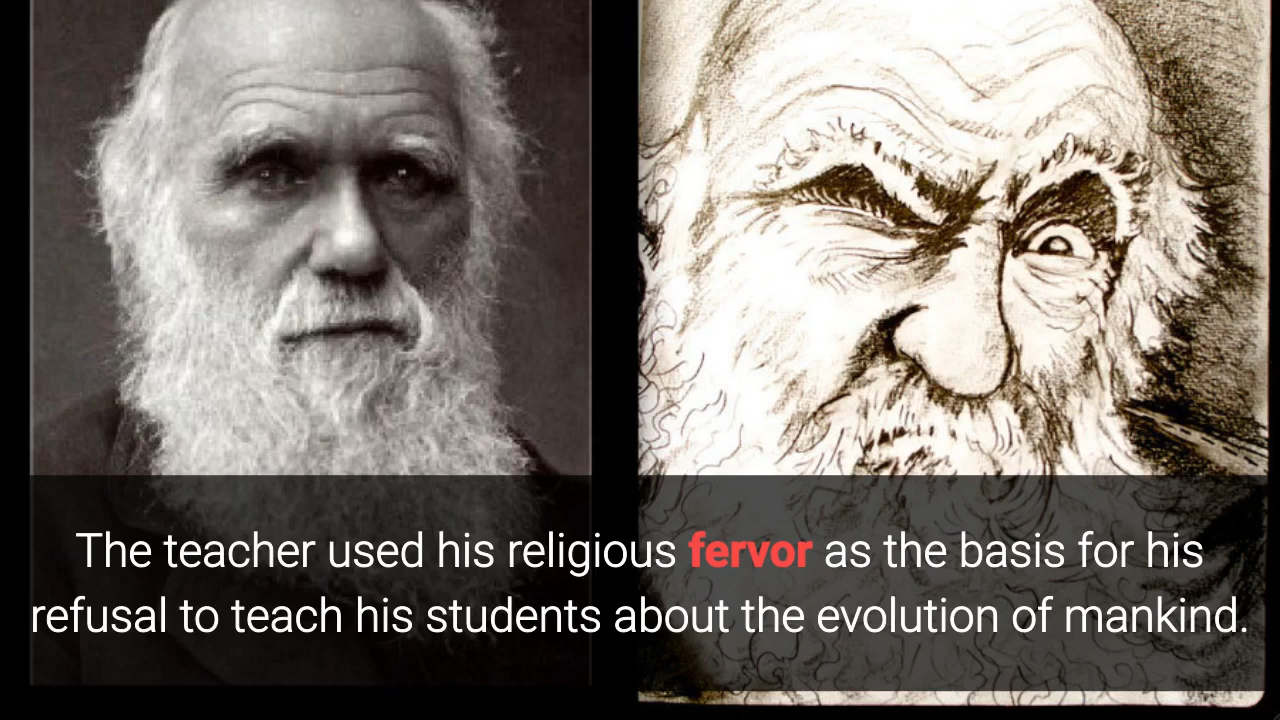 The teacher used his religious fervor as the basis for his
refusal to teach his students about the evolution of mankind.